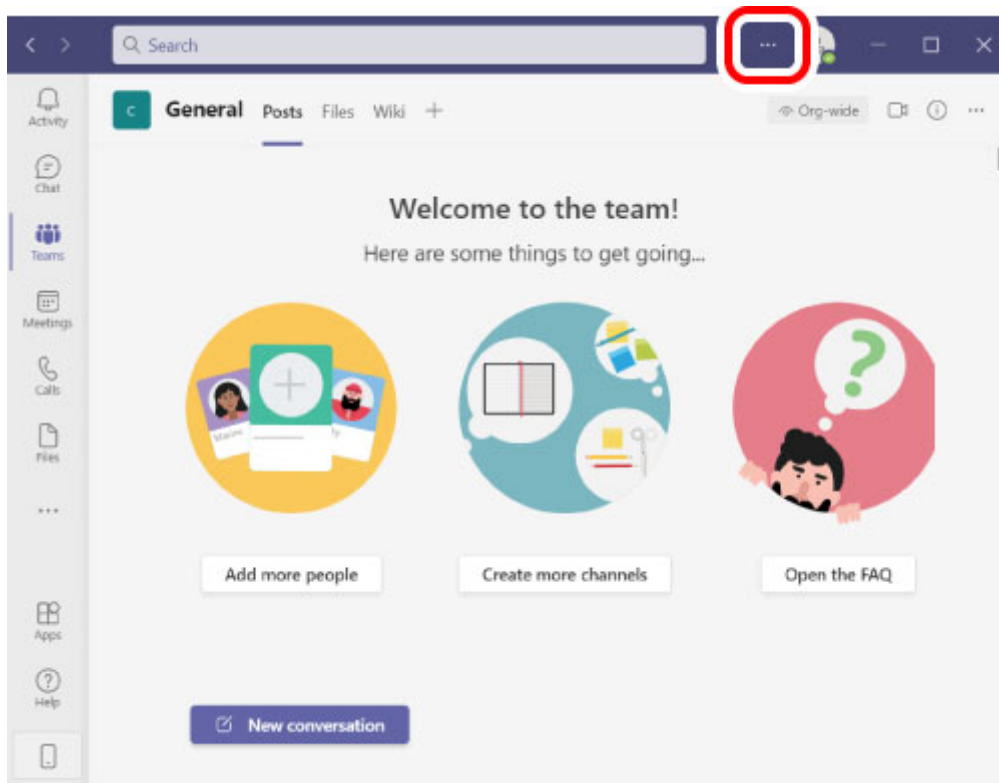 Search
Activity
Chat
Teams
Meetings
Calls
Files
Apps
Help
C General Posts Files Wiki
Org-wide
Welcome to the team!
Here are some things to get going...
Add more people
Create more channels
Open the FAQ
New conversation